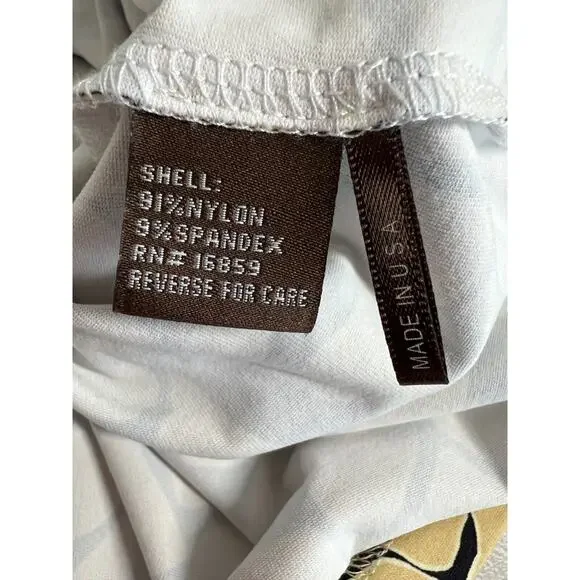 SHELL:
91%NYLON
9%SPANDEX
RN# 16859
REVERSE FOR CARE
MADE IN U.S.A.